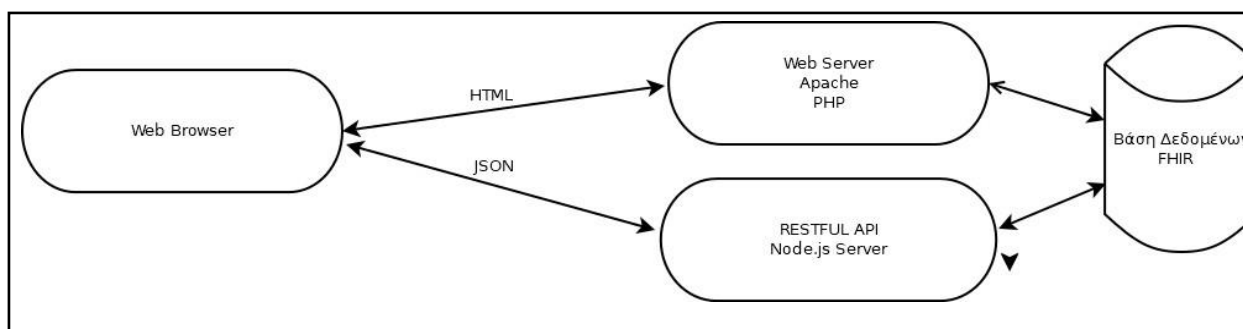 Web Browser
HTML
JSON
Web Server
Apache
PHP
RESTFUL API
Node.js Server
Βάση Δεδομένων
FHIR